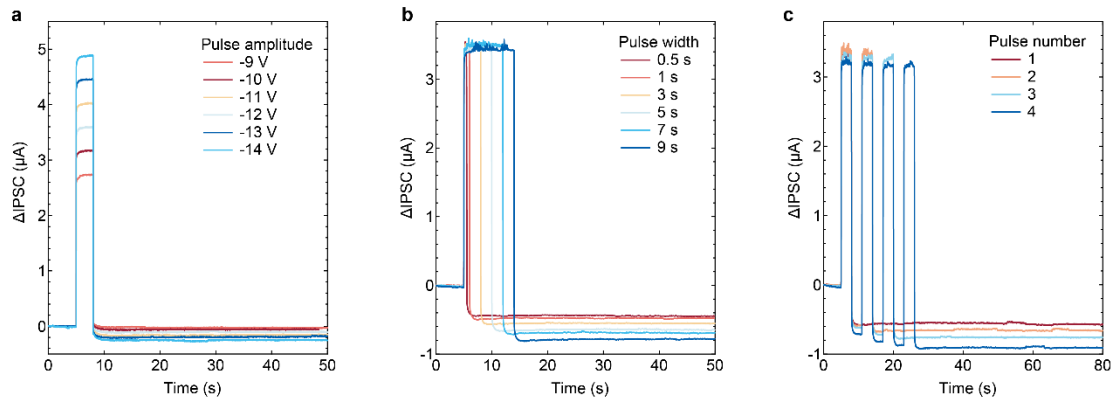 a
ΔIPSC (μA)
5
4
3
2
1
0
-1
Pulse amplitude
-9 V
-10 V
-11 V
-12 V
-13 V
-14 V
0 10 20 30 40 50
Time (s)
b
ΔIPSC (μA)
3
2
1
0
-1
Pulse width
0.5 s
1 s
3 s
5 s
7 s
9 s
0 10 20 30 40 50
Time (s)
c
ΔIPSC (μA)
3
2
1
0
-1
Pulse number
1
2
3
4
0 20 40 60 80
Time (s)